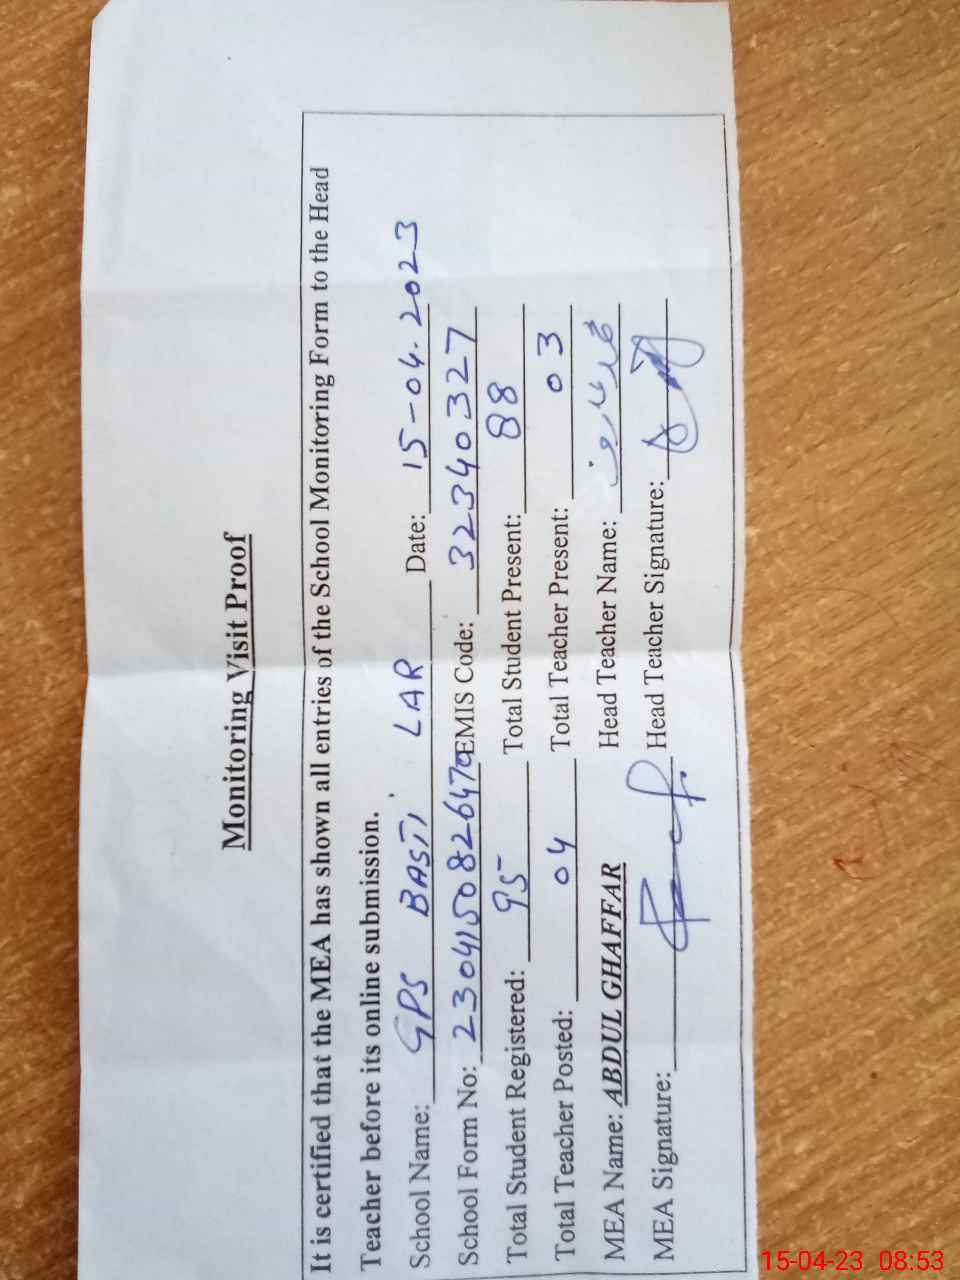 Monitoring Visit Proof
It is certified that the MEA has shown all entries of the School Monitoring Form to the Head
Teacher before its online submission.
School Name: GPS BASTI LAR Date: 15-04-2023
School Form No: 230415082647 EMIS Code: 32340327
Total Student Registered: 95 Total Student Present: 88
Total Teacher Posted: 04 Total Teacher Present: 03
MEA Name: ABDUL GHAFFAR Head Teacher Name:
MEA Signature: Head Teacher Signature:
15-04-23 08:53